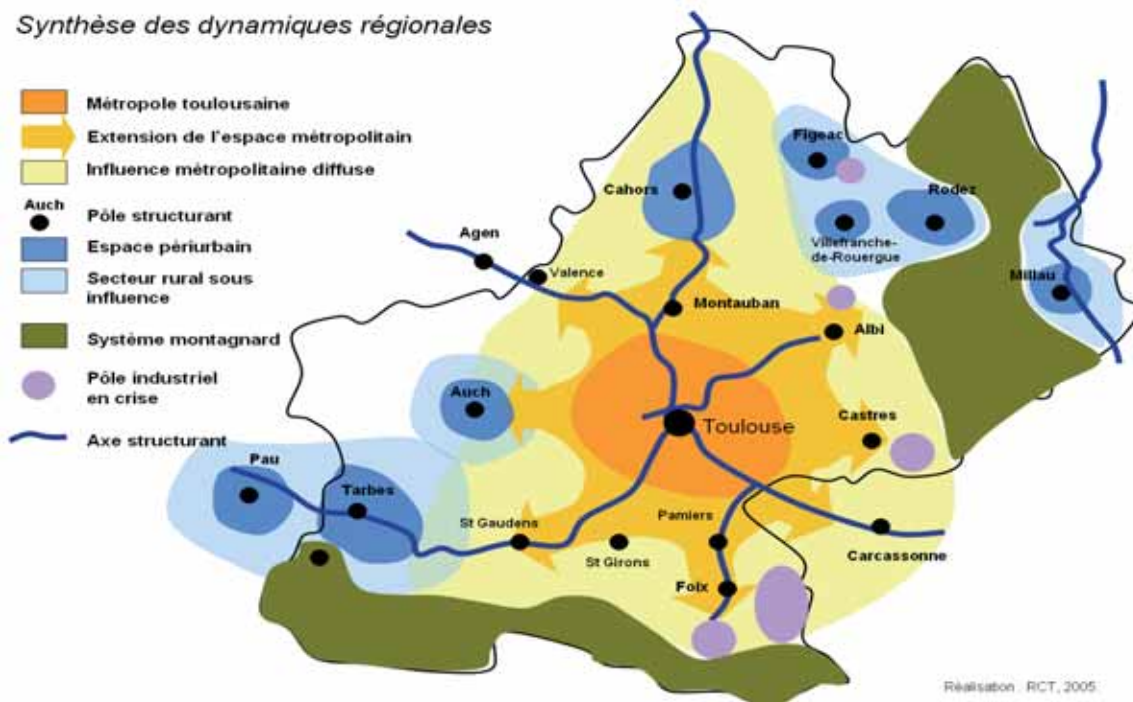 Synthèse des dynamiques régionales
Métropole toulousaine
Extension de l'espace métropolitain
Influence métropolitaine diffuse
Auch
Pôle structurant
Espace périurbain
Secteur rural sous
influence
Système montagnard
Pôle industriel
en crise
Axe structurant
Figeac
Cahors
Rodez
Villefranche-
de-Rouergue
Agen
Valence
Millau
Montauban
Albi
Auch
Castres
Toulouse
Pau
Tarbes
St Gaudens
Pamiers
St Girons
Carcassonne
Foix
Réalisation : RCT, 2005